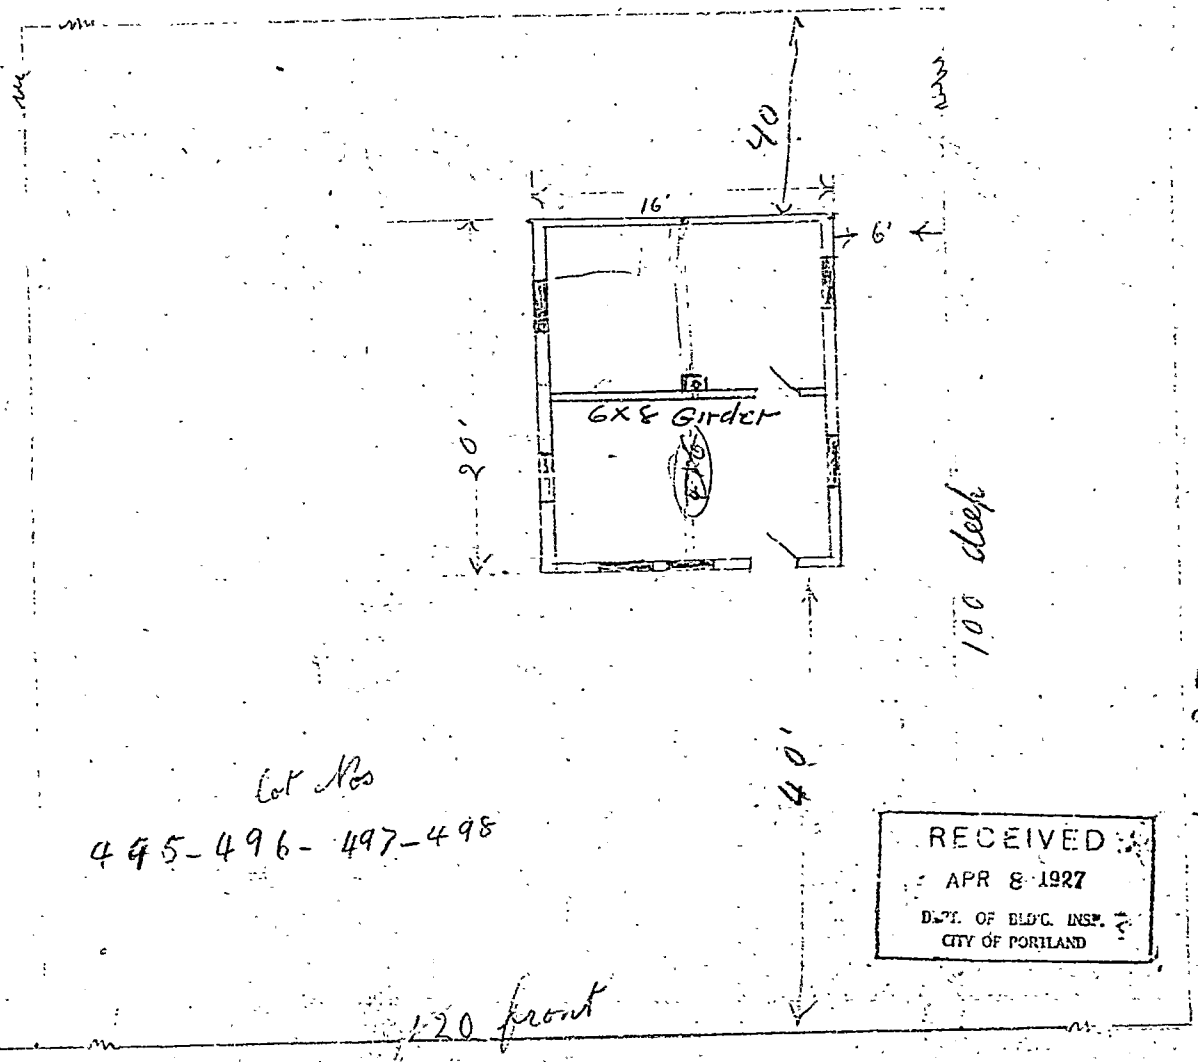 40
16'
6'
6X8 Girder
20'
100 deep
40'
Lot Nos
495-496-497-498
RECEIVED
APR 8 1927
DEPT. OF BLD'G. INSP.
CITY OF PORTLAND
120 front